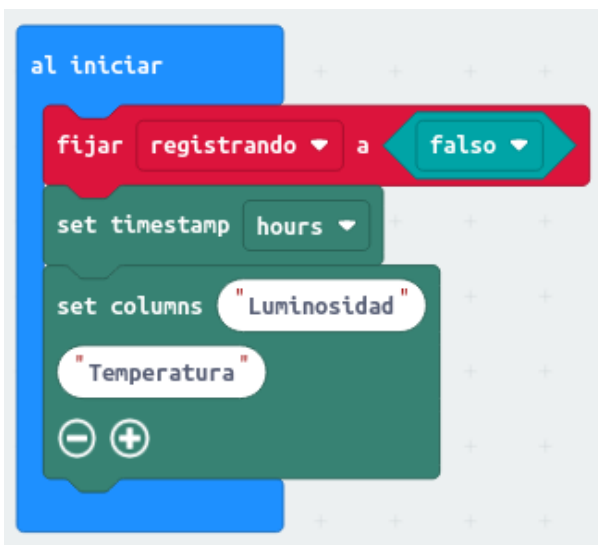 al iniciar
fijar registrando a falso
set timestamp hours
set columns "Luminosidad"
"Temperatura"